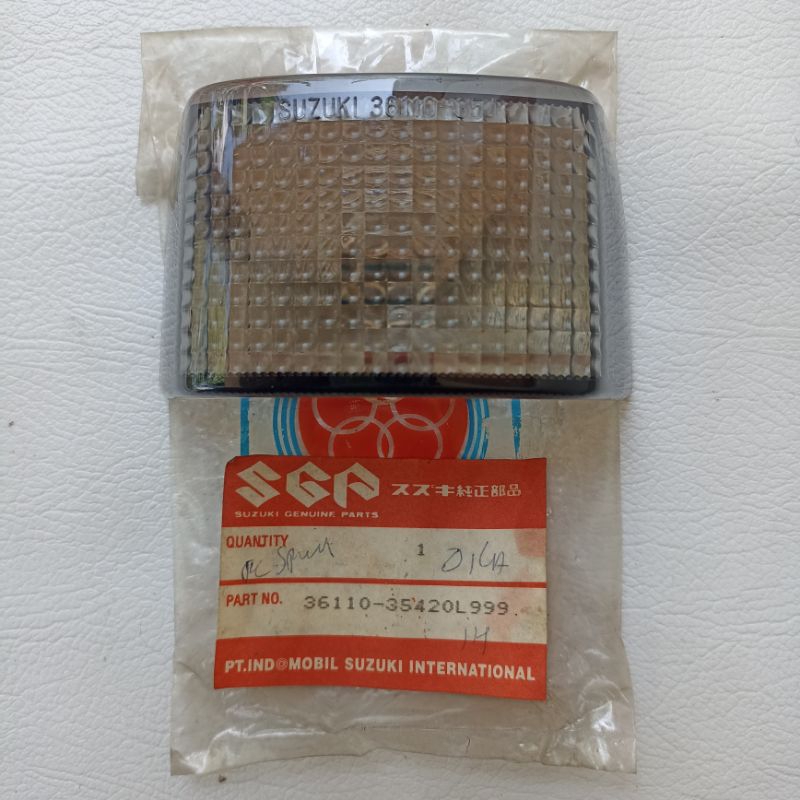 SUZUKI 36110-
SGP スズキ純正部品
SUZUKI GENUINE PARTS
QUANTITY 1
PART NO. 36110-35420L999
14
PT.INDOMOBIL SUZUKI INTERNATIONAL